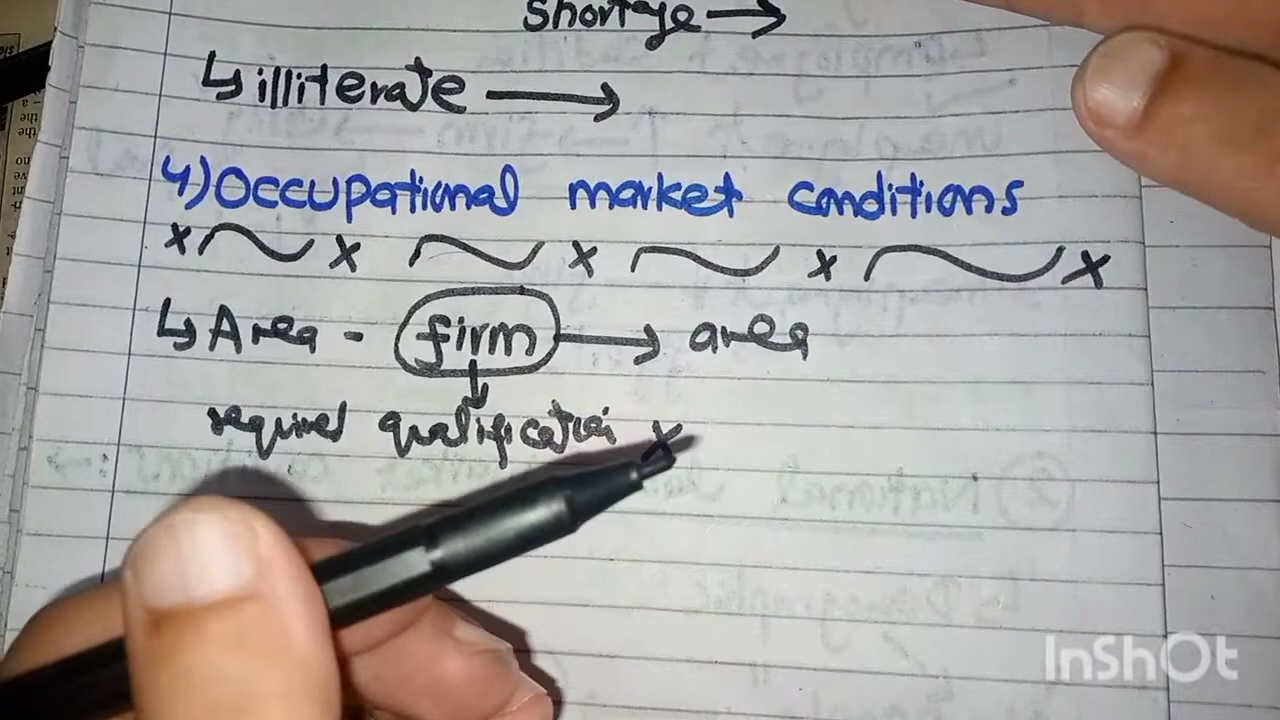 Shortage →
↳ illiterate →
4) Occupational market conditions
x ~ x ~ x ~ x ~ x
↳ Area - firm → area
↓
required qualification x
InShOt